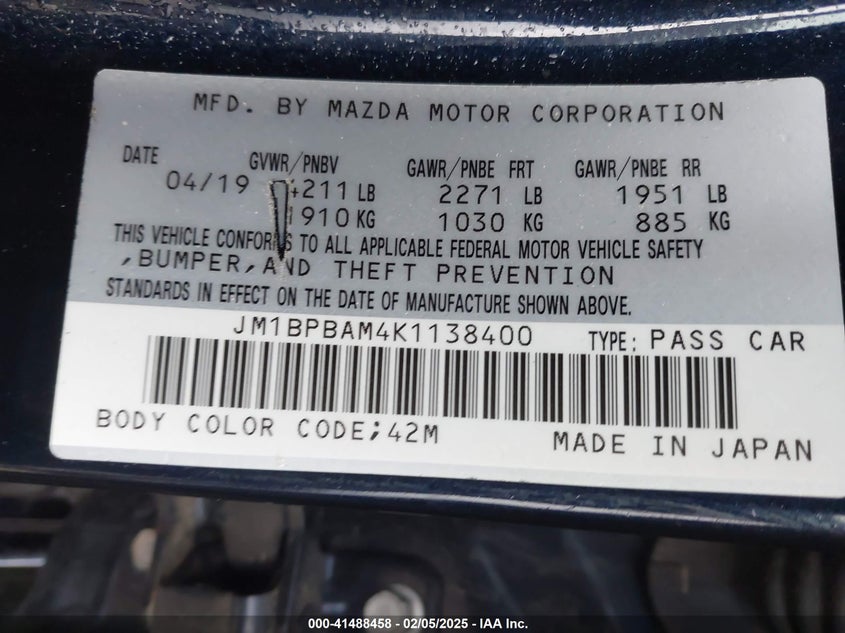 MFD. BY MAZDA MOTOR CORPORATION
DATE GVWR/PNBV GAWR/PNBE FRT GAWR/PNBE RR
04/19 4211 LB 2271 LB 1951 LB
1910 KG 1030 KG 885 KG
THIS VEHICLE CONFORMS TO ALL APPLICABLE FEDERAL MOTOR VEHICLE SAFETY
,BUMPER,AND THEFT PREVENTION
STANDARDS IN EFFECT ON THE DATE OF MANUFACTURE SHOWN ABOVE.
JM1BPBAM4K1138400 TYPE: PASS CAR
BODY COLOR CODE;42M MADE IN JAPAN
000-41488458 - 02/05/2025 - IAA Inc.